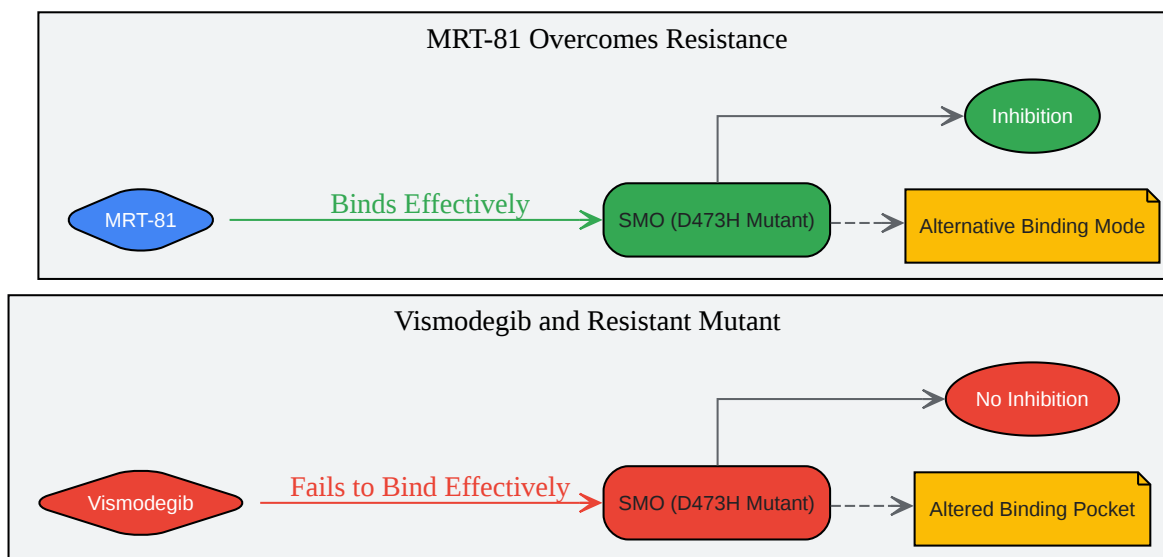 MRT-81 Overcomes Resistance
Inhibition
MRT-81
Binds Effectively
SMO (D473H Mutant)
Alternative Binding Mode
Vismodegib and Resistant Mutant
No Inhibition
Vismodegib
Fails to Bind Effectively
SMO (D473H Mutant)
Altered Binding Pocket